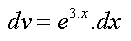 dv = e^{3.x}.dx